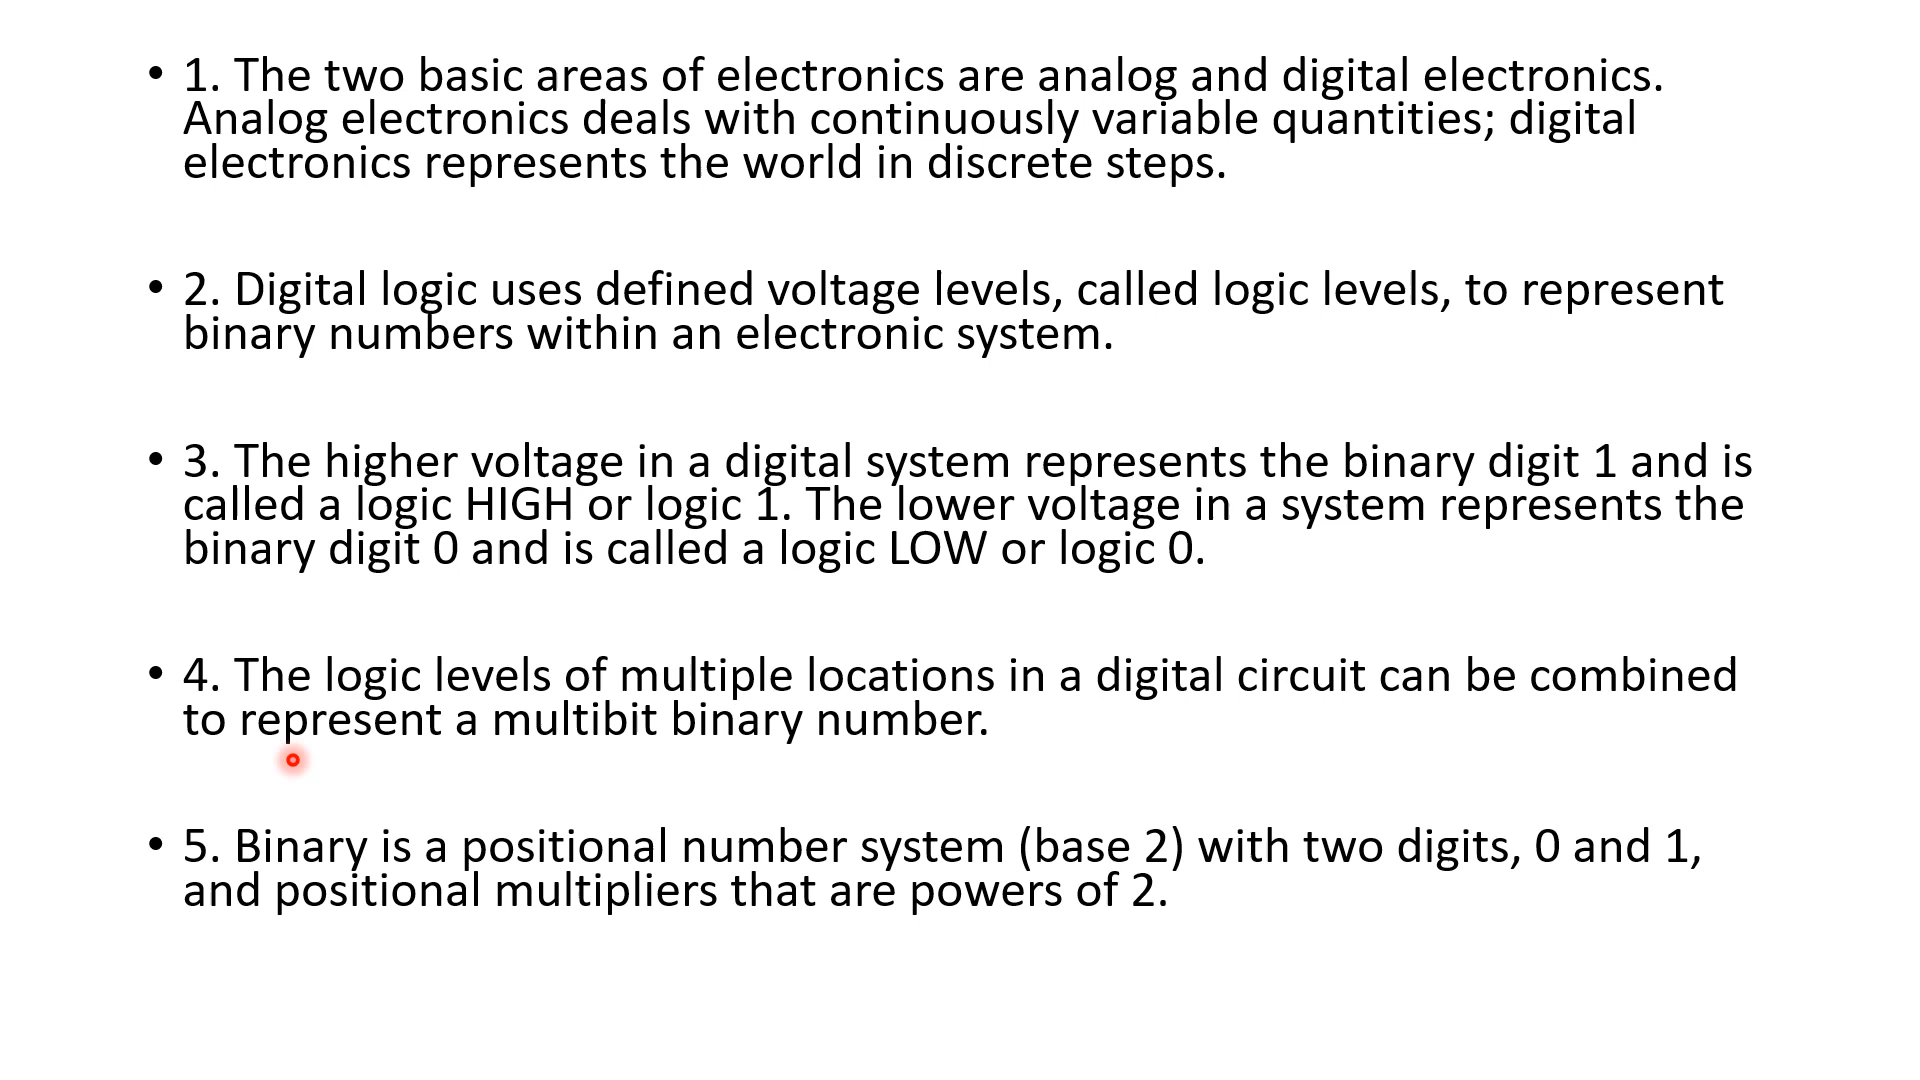 • 1. The two basic areas of electronics are analog and digital electronics.
Analog electronics deals with continuously variable quantities; digital
electronics represents the world in discrete steps.
• 2. Digital logic uses defined voltage levels, called logic levels, to represent
binary numbers within an electronic system.
• 3. The higher voltage in a digital system represents the binary digit 1 and is
called a logic HIGH or logic 1. The lower voltage in a system represents the
binary digit 0 and is called a logic LOW or logic 0.
• 4. The logic levels of multiple locations in a digital circuit can be combined
to represent a multibit binary number.
• 5. Binary is a positional number system (base 2) with two digits, 0 and 1,
and positional multipliers that are powers of 2.